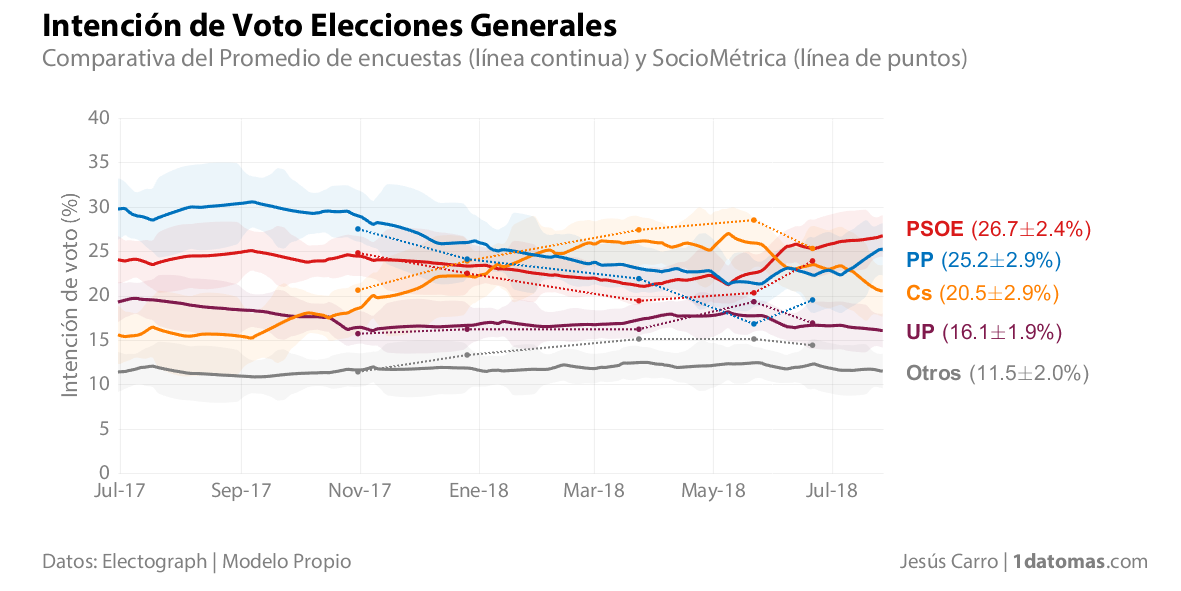 Intención de Voto Elecciones Generales
Comparativa del Promedio de encuestas (línea continua) y SocioMétrica (línea de puntos)
Intención de voto (%)
40
35
30
25
20
15
10
5
0
Jul-17 Sep-17 Nov-17 Ene-18 Mar-18 May-18 Jul-18
PSOE (26.7±2.4%)
PP (25.2±2.9%)
Cs (20.5±2.9%)
UP (16.1±1.9%)
Otros (11.5±2.0%)
Datos: Electograph | Modelo Propio
Jesús Carro | 1datomas.com